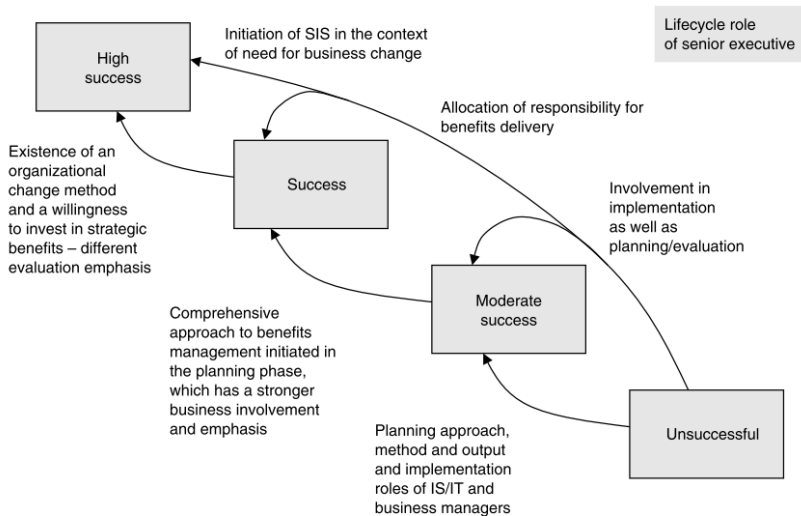 Initiation of SIS in the context
of need for business change
Lifecycle role
of senior executive
High
success
Allocation of responsibility for
benefits delivery
Existence of an
organizational
change method
and a willingness
to invest in strategic
benefits – different
evaluation emphasis
Success
Involvement in
implementation
as well as
planning/evaluation
Moderate
success
Comprehensive
approach to benefits
management initiated in
the planning phase,
which has a stronger
business involvement
and emphasis
Unsuccessful
Planning approach,
method and output
and implementation
roles of IS/IT and
business managers